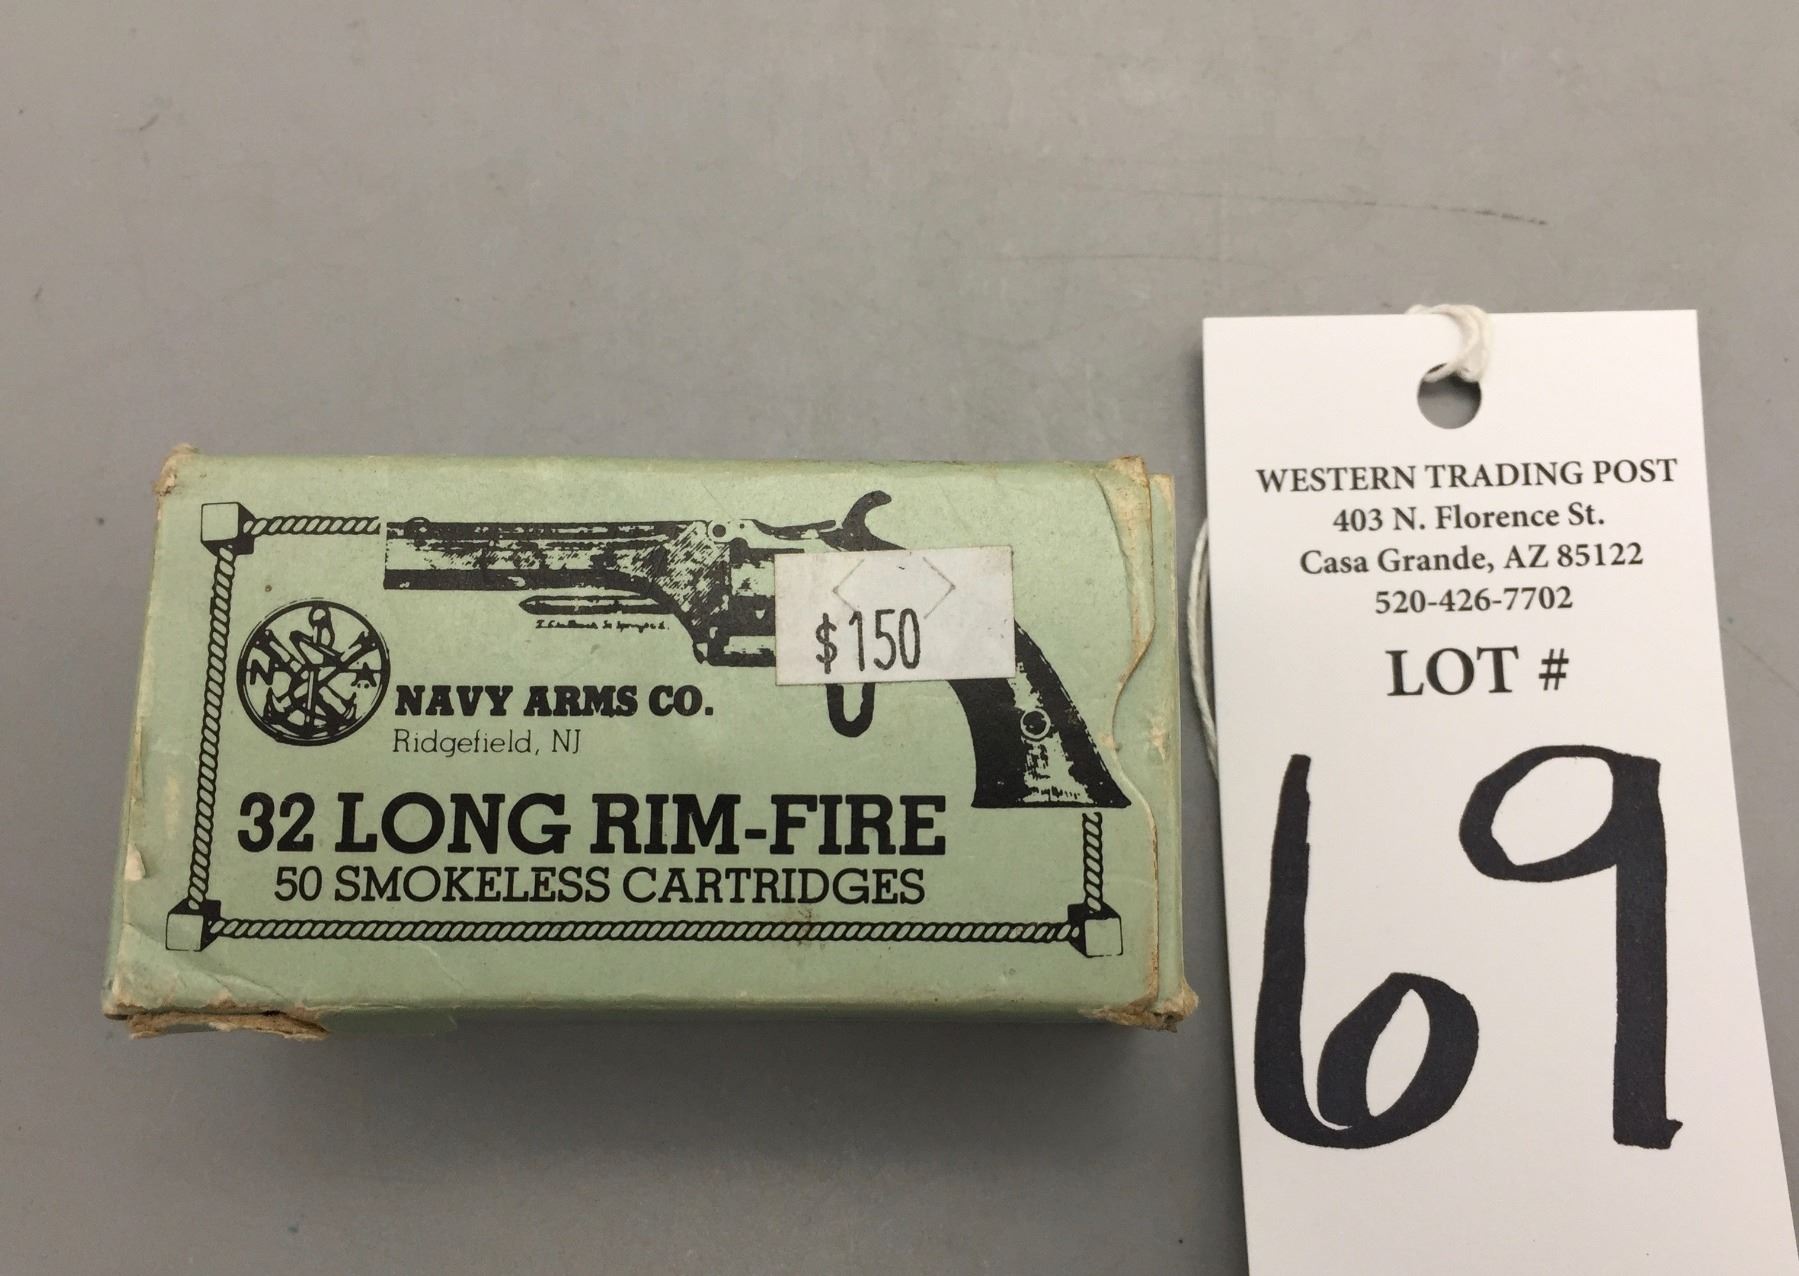 $150
NAVY ARMS CO.
Ridgefield, NJ
32 LONG RIM-FIRE
50 SMOKELESS CARTRIDGES
WESTERN TRADING POST
403 N. Florence St.
Casa Grande, AZ 85122
520-426-7702
LOT #
69